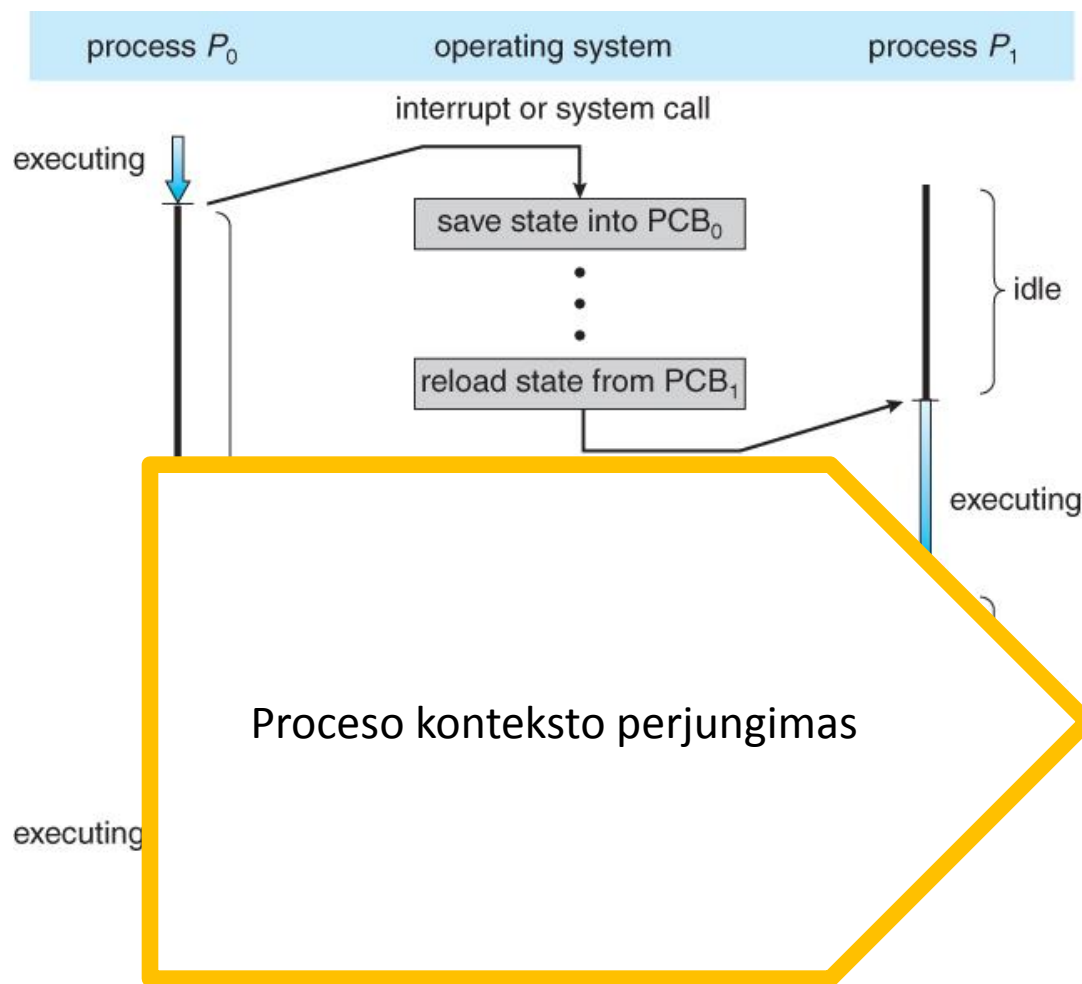 process P₀ operating system process P₁
interrupt or system call
executing
save state into PCB₀
idle
reload state from PCB₁
executing
Proceso konteksto perjungimas
executing